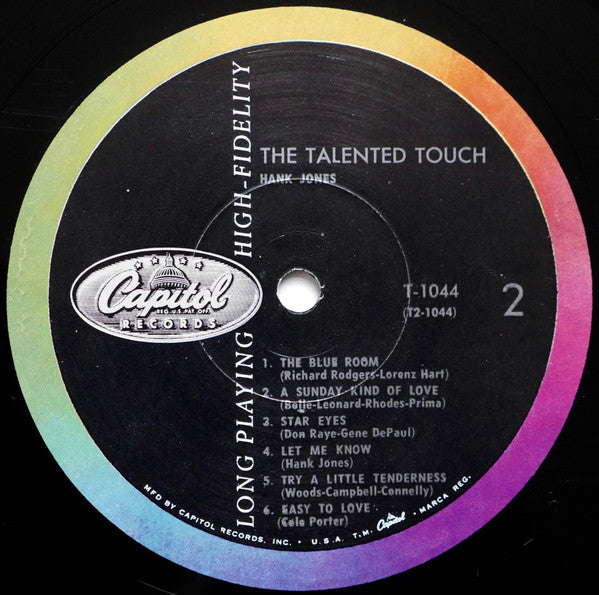 LONG PLAYING HIGH-FIDELITY
THE TALENTED TOUCH
HANK JONES
Capitol
REG. U.S. PAT. OFF.
RECORDS
T-1044
(T2-1044)
2
1. THE BLUE ROOM
(Richard Rodgers-Lorenz Hart)
2. A SUNDAY KIND OF LOVE
(Belle-Leonard-Rhodes-Prima)
3. STAR EYES
(Don Raye-Gene DePaul)
4. LET ME KNOW
(Hank Jones)
5. TRY A LITTLE TENDERNESS
(Woods-Campbell-Connelly)
6. EASY TO LOVE
(Cole Porter)
MFD BY CAPITOL RECORDS, INC. • U.S.A. T.M. Capitol MARCA REG.